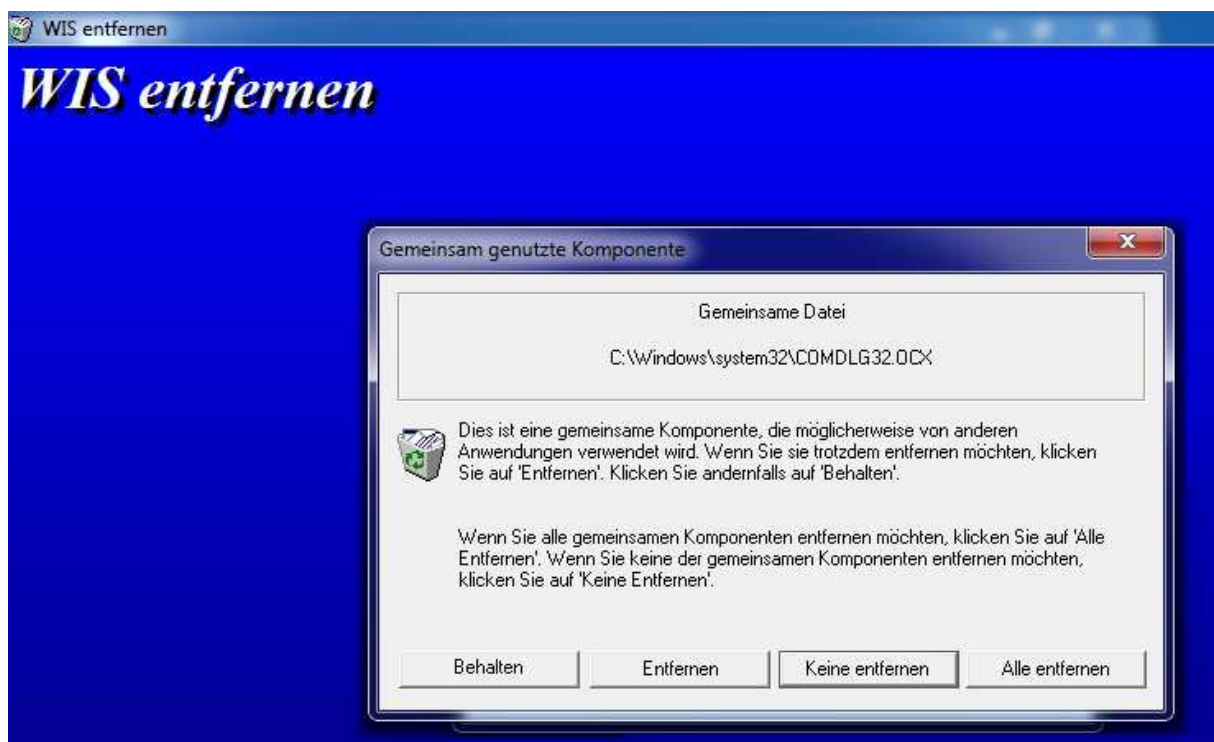 WIS entfernen
WIS entfernen
Gemeinsam genutzte Komponente
Gemeinsame Datei
C:\Windows\system32\COMDLG32.OCX
Dies ist eine gemeinsame Komponente, die möglicherweise von anderen
Anwendungen verwendet wird. Wenn Sie sie trotzdem entfernen möchten, klicken
Sie auf 'Entfernen'. Klicken Sie andernfalls auf 'Behalten'.
Wenn Sie alle gemeinsamen Komponenten entfernen möchten, klicken Sie auf 'Alle
Entfernen'. Wenn Sie keine der gemeinsamen Komponenten entfernen möchten,
klicken Sie auf 'Keine Entfernen'.
Behalten Entfernen Keine entfernen Alle entfernen